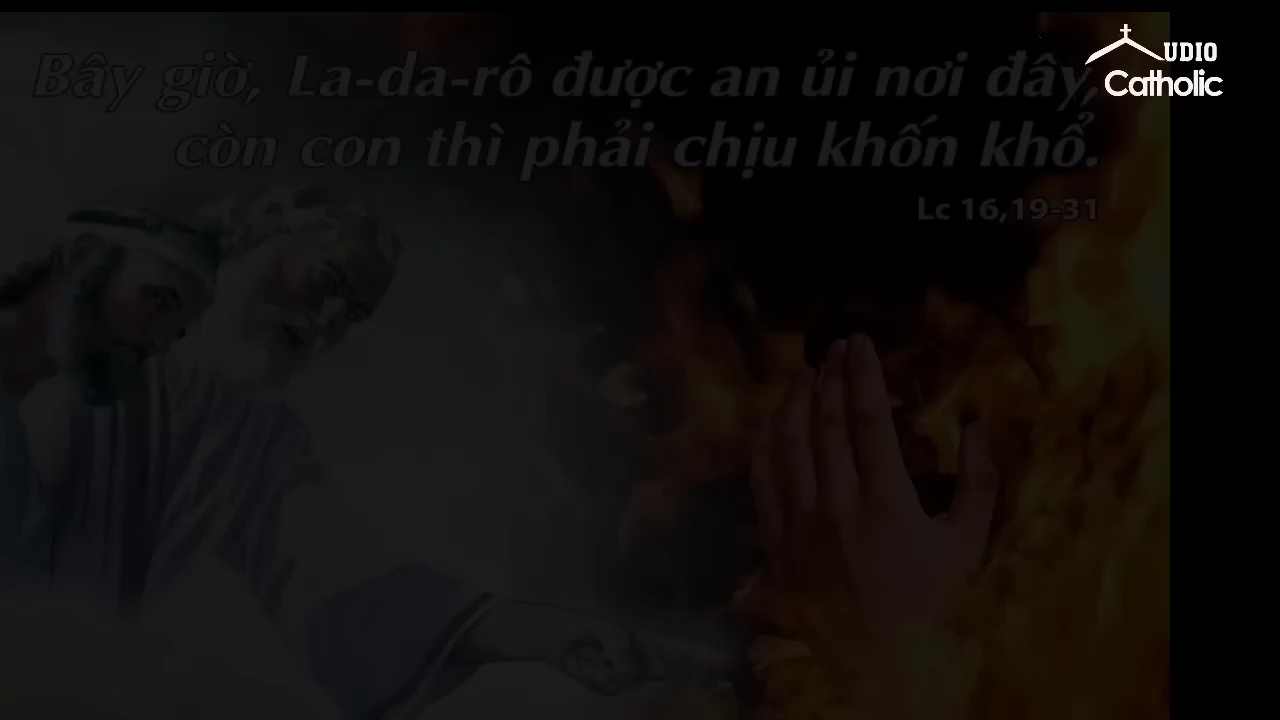 Bây giờ, La-da-rô được an ủi nơi đây,
còn con thì phải chịu khốn khổ.
Lc 16,19-31
UDIO
Catholic